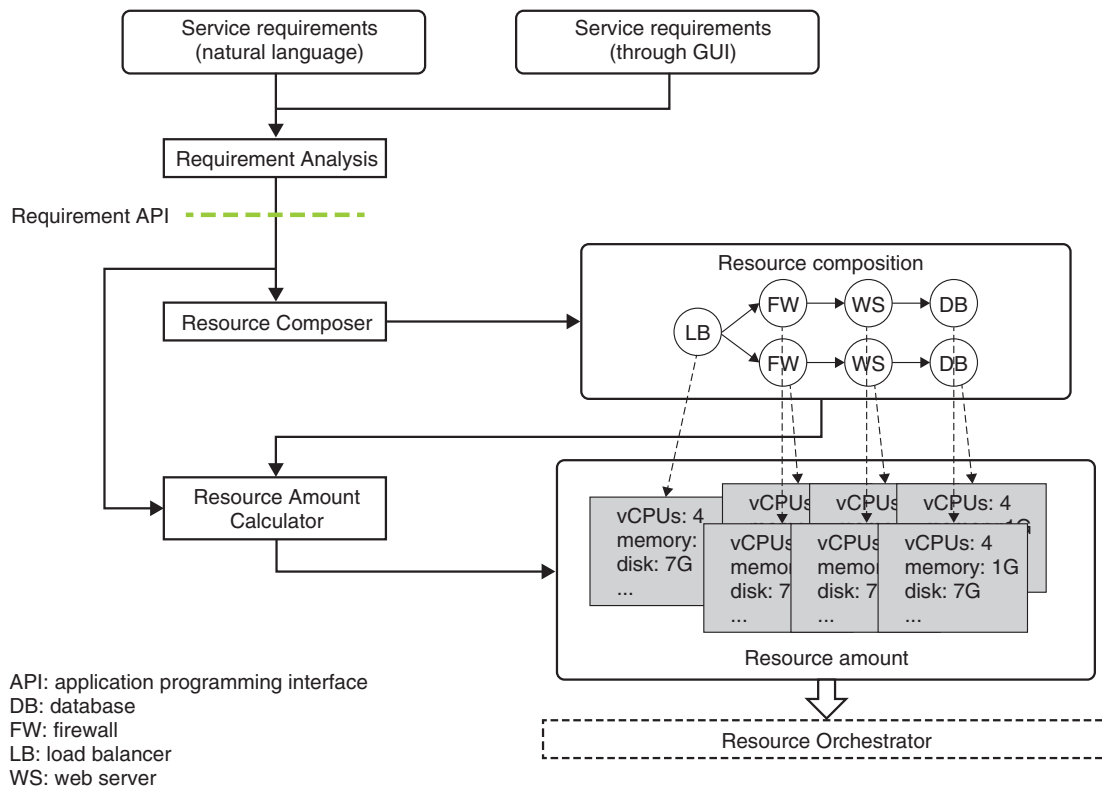 Service requirements
(natural language)
Service requirements
(through GUI)
Requirement Analysis
Requirement API
Resource composition
FW
WS
DB
Resource Composer
LB
FW
WS
DB
Resource Amount
Calculator
vCPUs
vCPUs
vCPUs: 4
vCPUs: 4
memory:
disk: 7G
...
vCPUs
disk: 7
...
vCPUs
disk: 7
...
vCPUs: 4
memory: 1G
disk: 7G
...
Resource amount
API: application programming interface
DB: database
FW: firewall
LB: load balancer
WS: web server
Resource Orchestrator